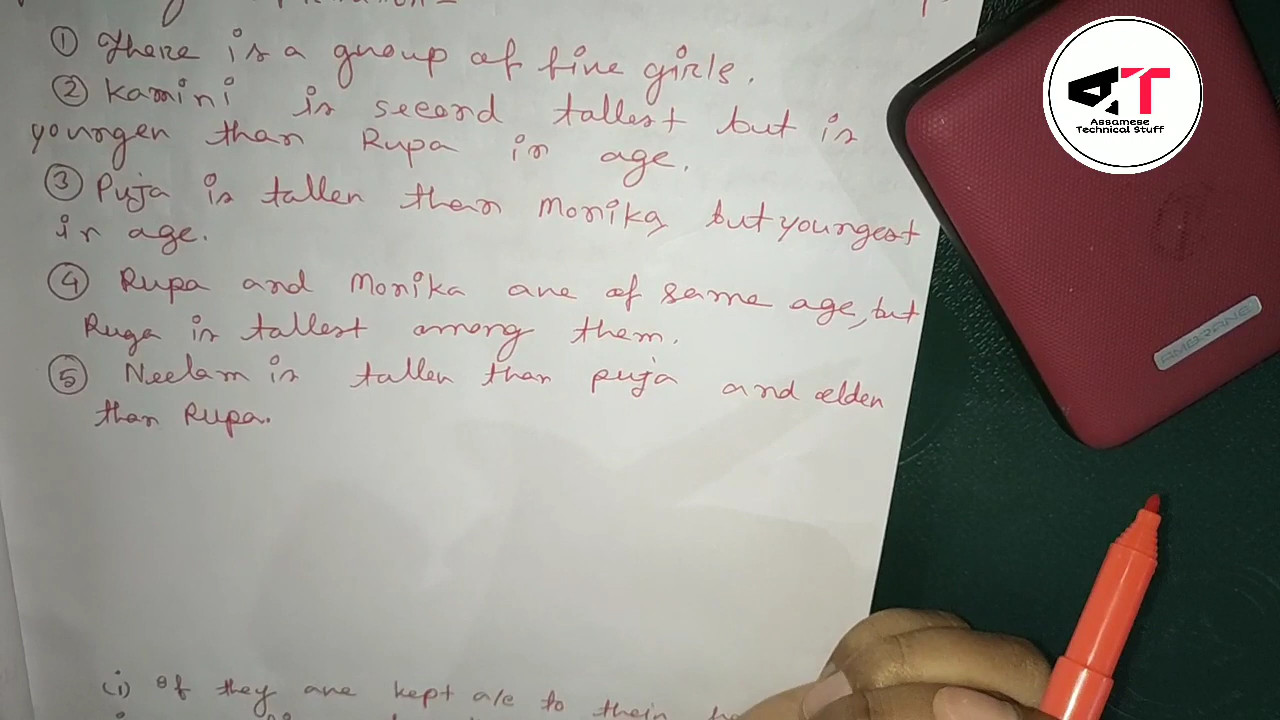 ① There is a group of five girls.
② Kamini is second tallest but is
younger than Rupa in age.
③ Puja is taller than Monika, but youngest
in age.
④ Rupa and Monika are of same age, but
Rupa is tallest among them.
⑤ Neelam is taller than puja and elder
than Rupa.
(i) If they are kept a/c to their
AT
Assamese
Technical Stuff
AMBRANE